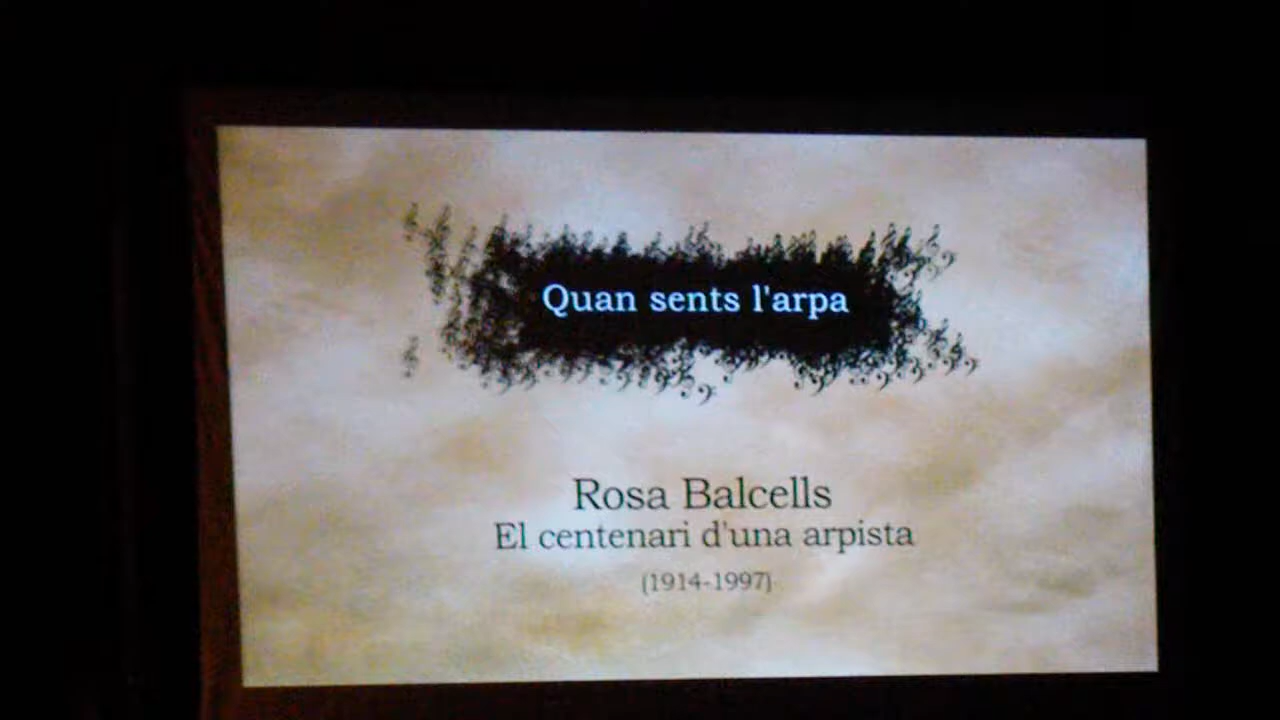 Quan sents l'arpa
Rosa Balcells
El centenari d'una arpista
(1914-1997)